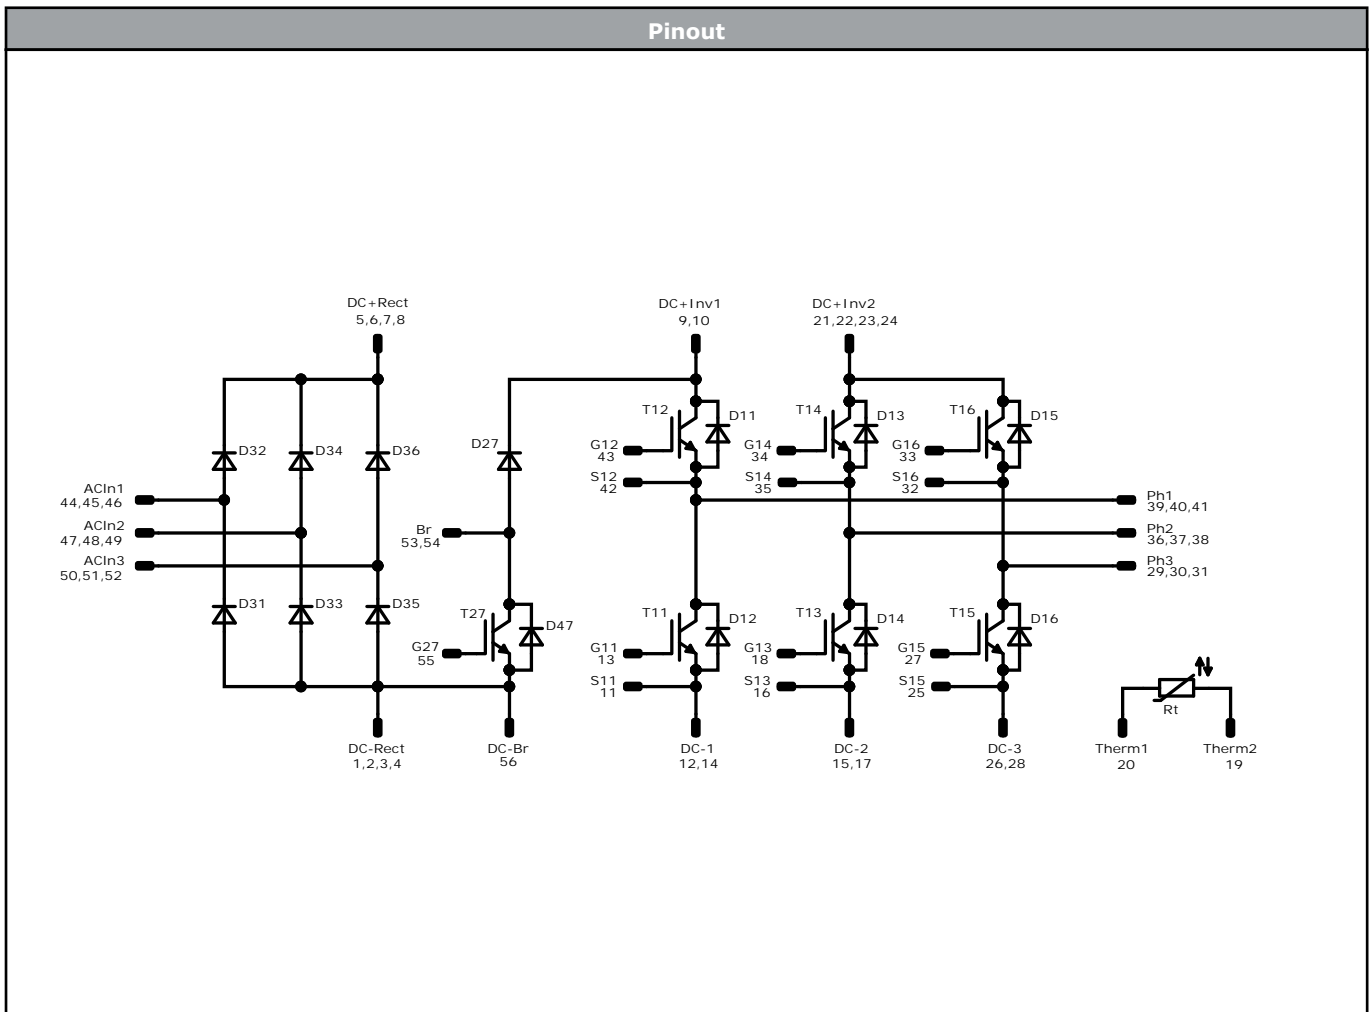 Pinout
DC+Rect
5,6,7,8
DC+Inv1
9,10
DC+Inv2
21,22,23,24
T12
D11
T14
D13
T16
D15
D32
D34
D36
D27
G12
43
G14
34
G16
33
S12
42
S14
35
S16
32
ACIn1
44,45,46
Ph1
39,40,41
ACIn2
47,48,49
Br
53,54
Ph2
36,37,38
ACIn3
50,51,52
Ph3
29,30,31
D31
D33
D35
T27
D47
T11
D12
T13
D14
T15
D16
G27
55
G11
13
G13
18
G15
27
S11
11
S13
16
S15
25
Rt
DC-Rect
1,2,3,4
DC-Br
56
DC-1
12,14
DC-2
15,17
DC-3
26,28
Therm1
20
Therm2
19